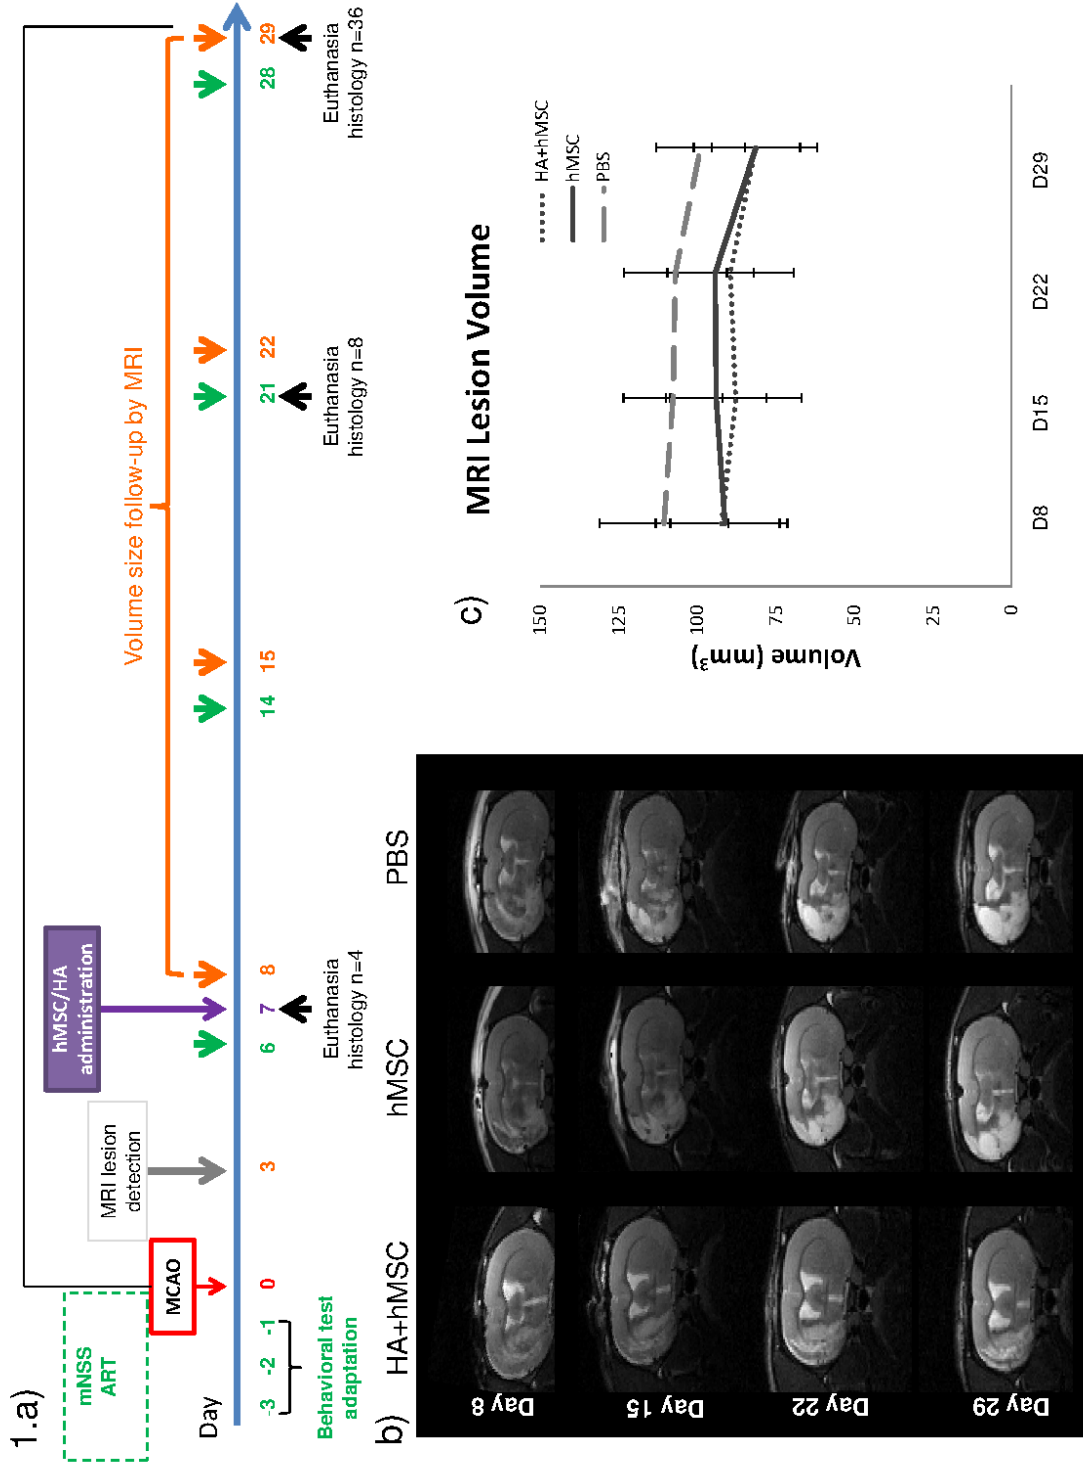 1.a)
mNSS
ART
MCAO
MRI lesion
detection
hMSC/HA
administration
Volume size follow-up by MRI
Day
-3 -2 -1 0 3 6 7 8 14 15 21 22 28 29
Behavioral test
adaptation
Euthanasia
histology n=4
Euthanasia
histology n=8
Euthanasia
histology n=36
b)
HA+hMSC hMSC PBS
Day 8
Day 15
Day 22
Day 29
c)
MRI Lesion Volume
HA+hMSC
hMSC
PBS
Volume (mm³)
150
125
100
75
50
25
0
D8 D15 D22 D29